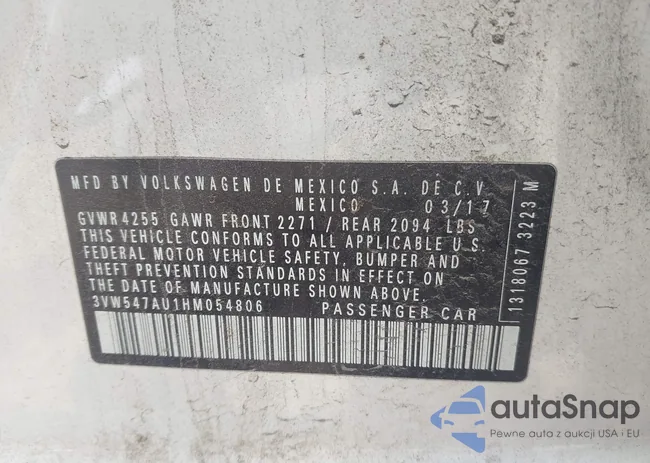 MFD BY VOLKSWAGEN DE MEXICO S.A. DE C.V.
MEXICO 03/17
GVWR 4255 GAWR FRONT 2271 / REAR 2094 LBS
THIS VEHICLE CONFORMS TO ALL APPLICABLE U.S.
FEDERAL MOTOR VEHICLE SAFETY, BUMPER AND
THEFT PREVENTION STANDARDS IN EFFECT ON
THE DATE OF MANUFACTURE SHOWN ABOVE.
3VW547AU1HM054806 PASSENGER CAR
1318067 3223 M
autoSnap
Pewne auta z aukcji USA i EU